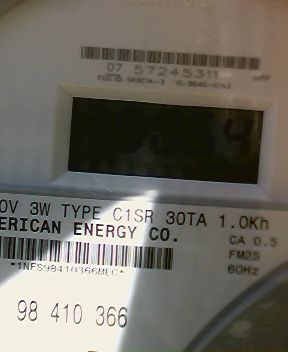 07 57245311
4
0V 3W TYPE C1SR 30TA 1.0Kh
ERICAN ENERGY CO.
CA 0.5
FM2S
60Hz
*1NFS98410366MEC*
98 410 366